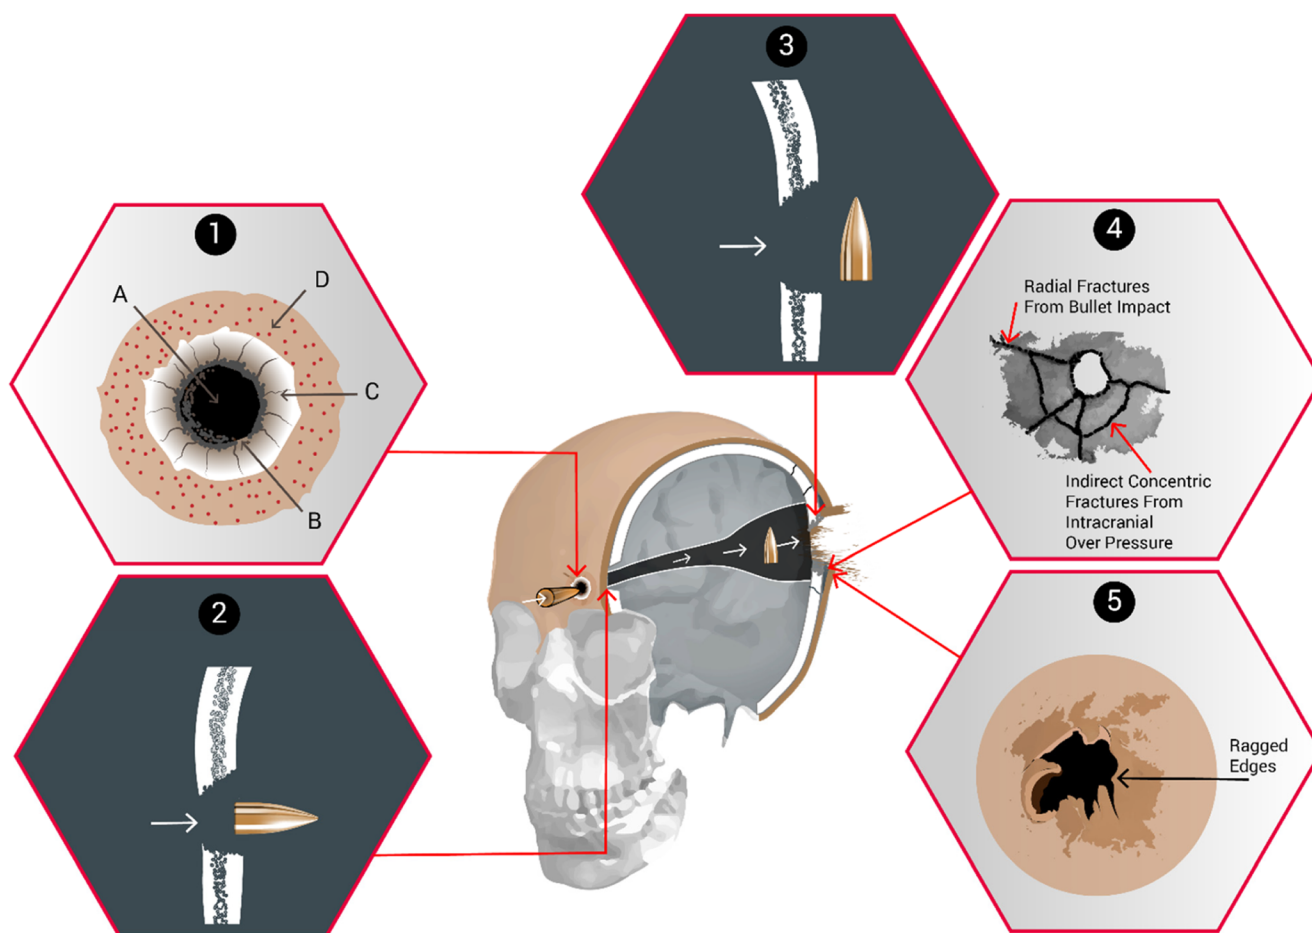 1
A
D
C
B
2
3
4
Radial Fractures
From Bullet Impact
Indirect Concentric
Fractures From
Intracranial
Over Pressure
5
Ragged
Edges